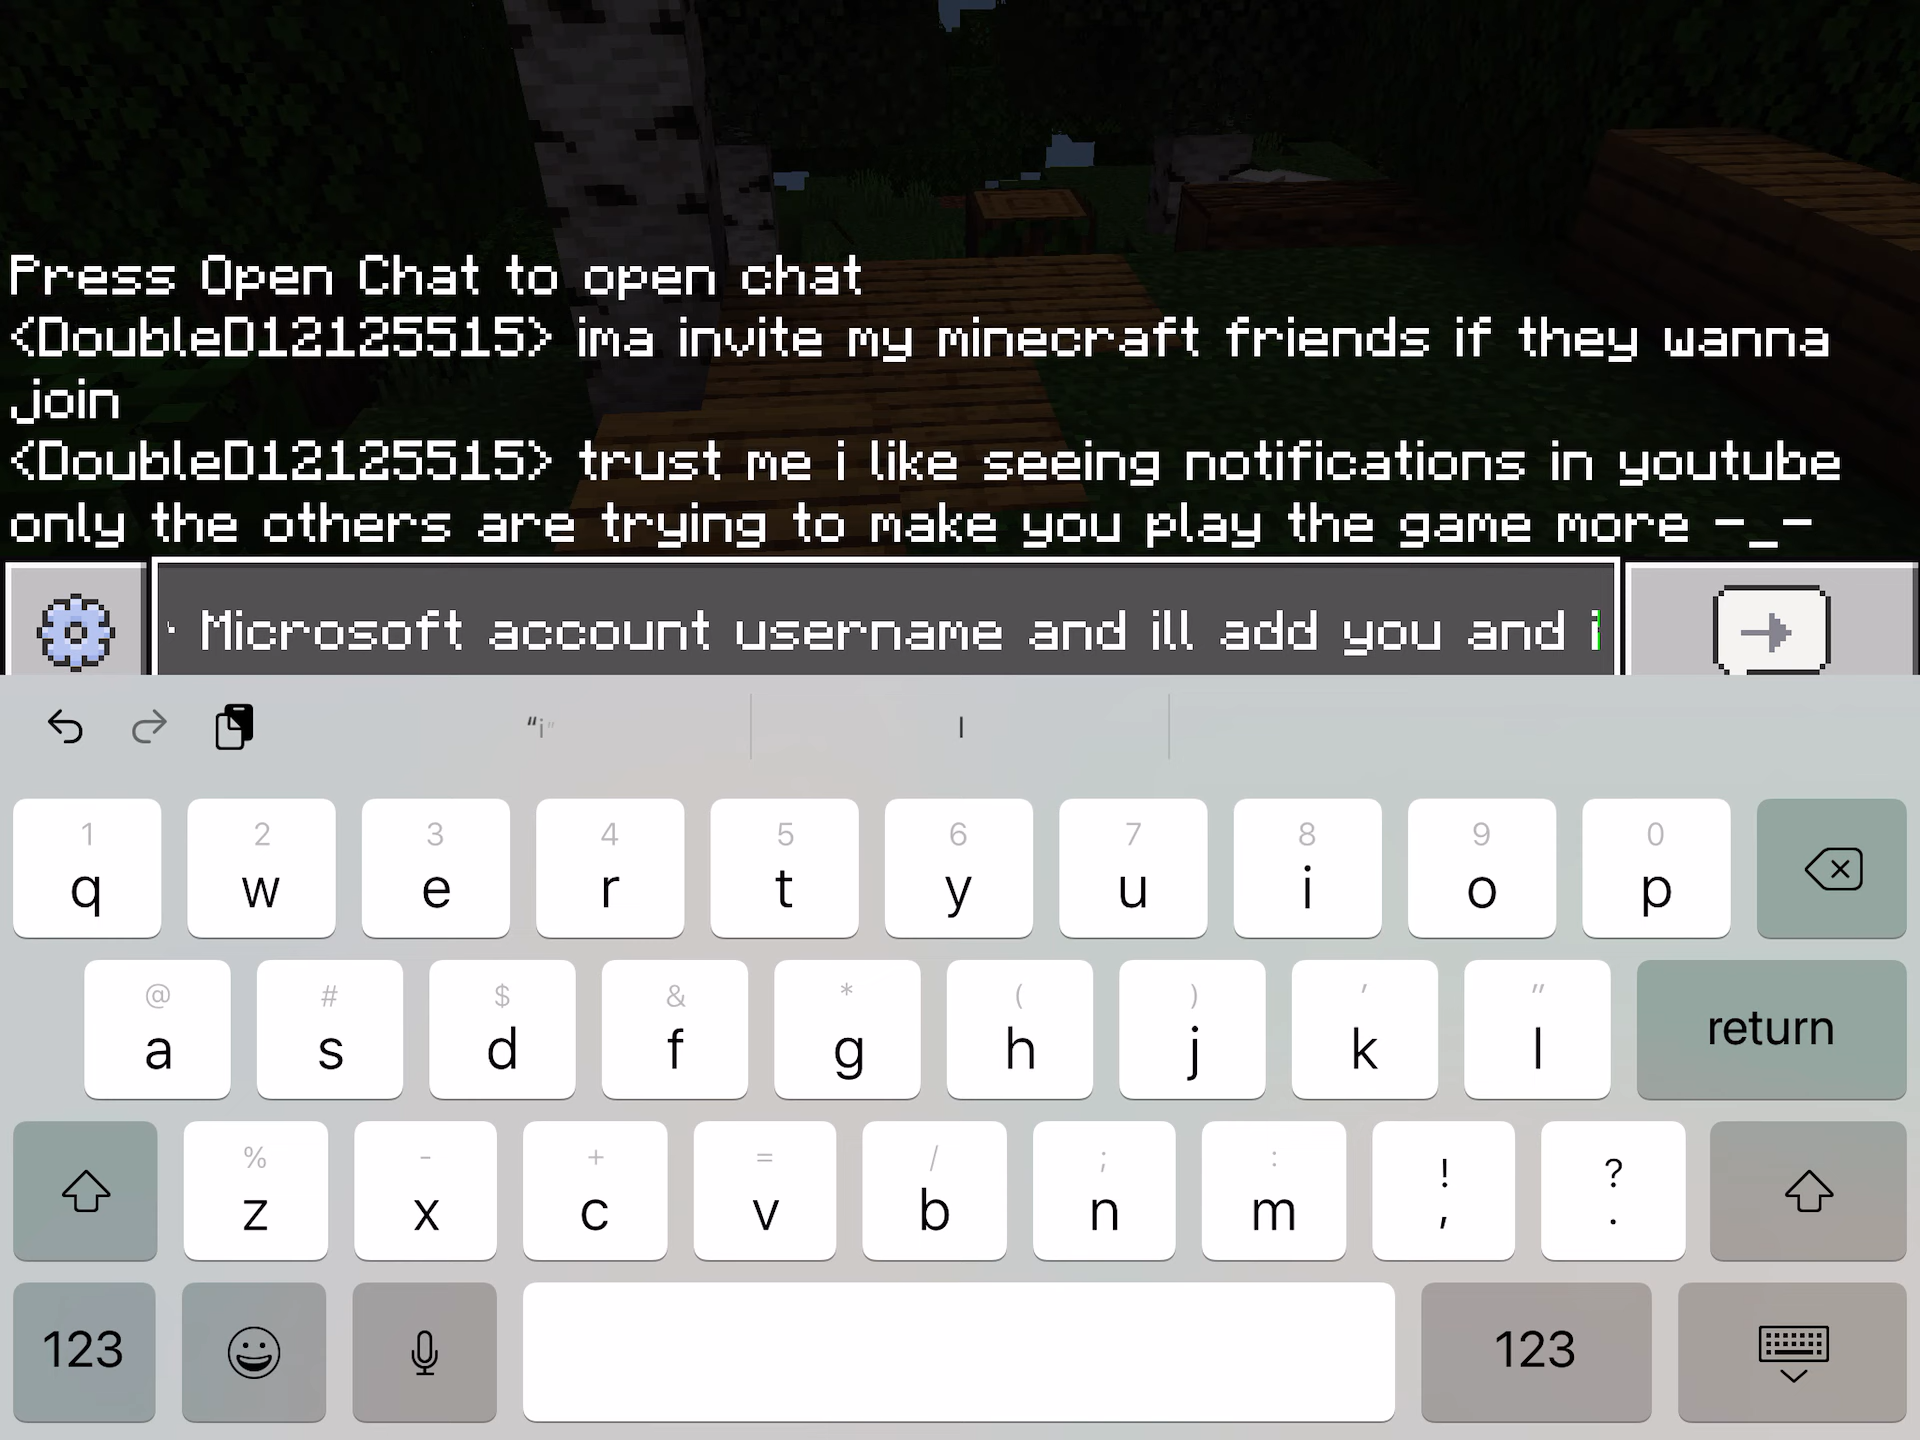 Press Open Chat to open chat
<DoubleD12125515> ima invite my minecraft friends if they wanna
join
<DoubleD12125515> trust me i like seeing notifications in youtube
only the others are trying to make you play the game more -_-
Microsoft account username and ill add you and i
“i” I
1 2 3 4 5 6 7 8 9 0
q w e r t y u i o p
@ # $ & * ( ) ' "
a s d f g h j k l return
% - + = / ; : ! ?
z x c v b n m , .
123 123